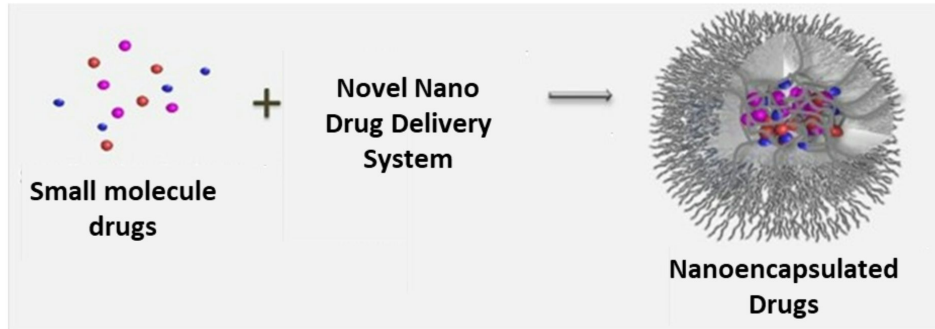 Small molecule
drugs
+
Novel Nano
Drug Delivery
System
Nanoencapsulated
Drugs